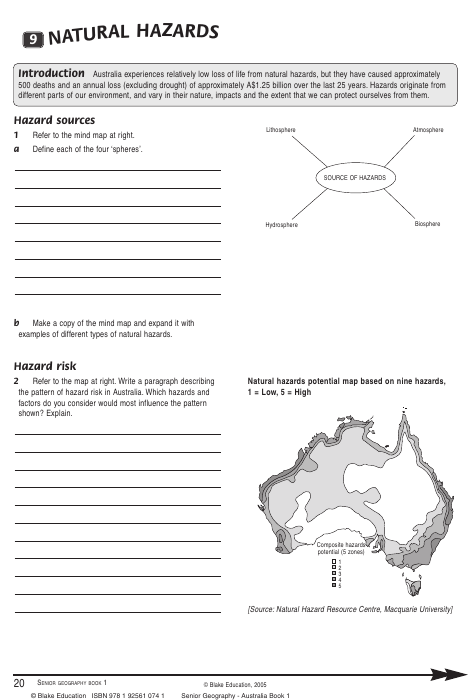 9 NATURAL HAZARDS
Introduction Australia experiences relatively low loss of life from natural hazards, but they have caused approximately
500 deaths and an annual loss (excluding drought) of approximately A$1.25 billion over the last 25 years. Hazards originate from
different parts of our environment, and vary in their nature, impacts and the extent that we can protect ourselves from them.
Hazard sources
1 Refer to the mind map at right.
a Define each of the four 'spheres'.
Lithosphere
Atmosphere
SOURCE OF HAZARDS
Hydrosphere
Biosphere
b Make a copy of the mind map and expand it with
examples of different types of natural hazards.
Hazard risk
2 Refer to the map at right. Write a paragraph describing
the pattern of hazard risk in Australia. Which hazards and
factors do you consider would most influence the pattern
shown? Explain.
Natural hazards potential map based on nine hazards,
1 = Low, 5 = High
Composite hazards
potential (5 zones)
1
2
3
4
5
[Source: Natural Hazard Resource Centre, Macquarie University]
20 SENIOR GEOGRAPHY BOOK 1
© Blake Education, 2005
© Blake Education ISBN 978 1 92561 074 1 Senior Geography - Australia Book 1